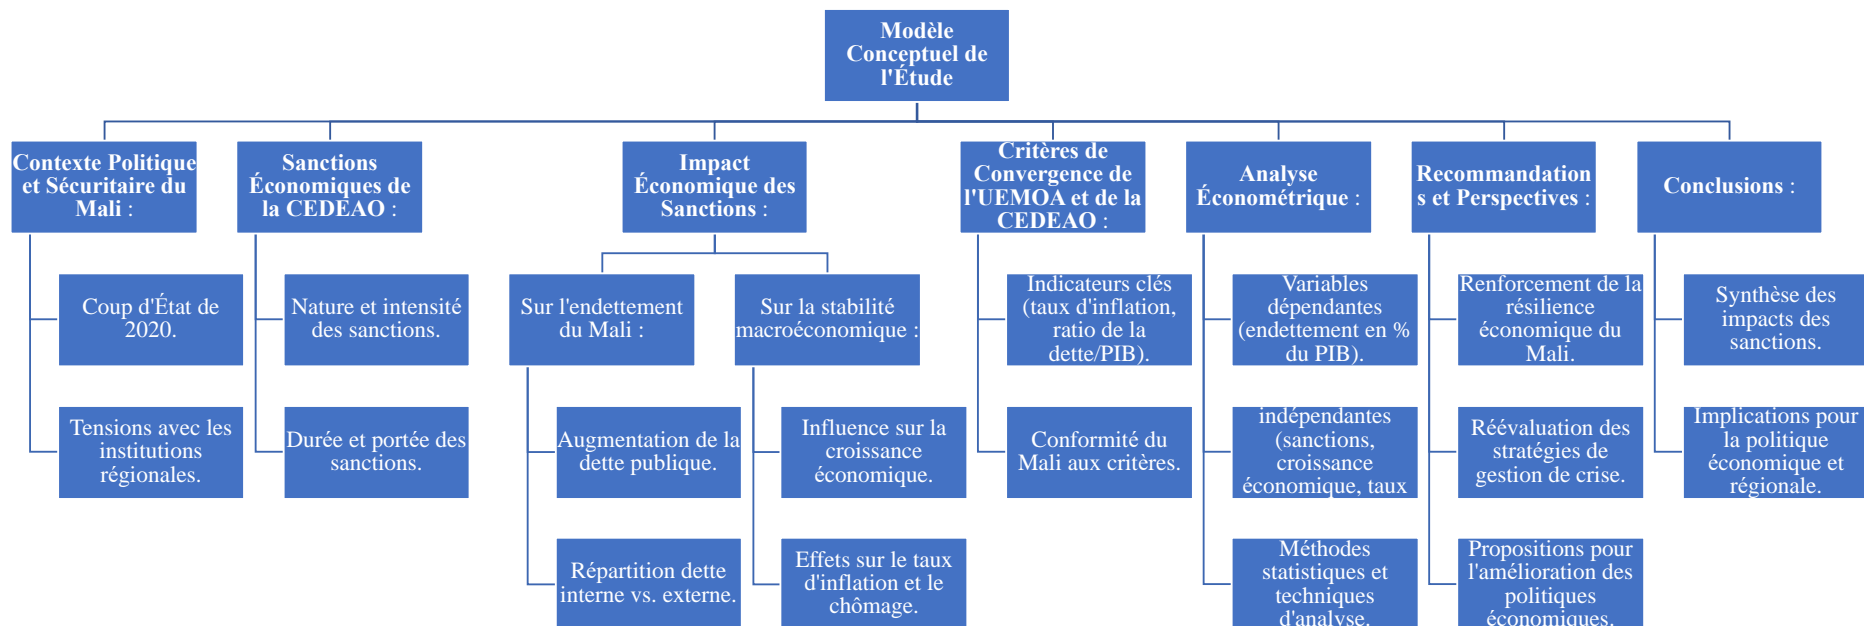 Modèle
Conceptuel de
l'Étude
Contexte Politique
et Sécuritaire du
Mali :
Coup d'État de
2020.
Tensions avec les
institutions
régionales.
Sanctions
Économiques de
la CEDEAO :
Nature et intensité
des sanctions.
Durée et portée des
sanctions.
Impact
Économique des
Sanctions :
Sur l'endettement
du Mali :
Augmentation de la
dette publique.
Répartition dette
interne vs. externe.
Sur la stabilité
macroéconomique :
Influence sur la
croissance
économique.
Effets sur le taux
d'inflation et le
chômage.
Critères de
Convergence de
l'UEMOA et de la
CEDEAO :
Indicateurs clés
(taux d'inflation,
ratio de la
dette/PIB).
Conformité du
Mali aux critères.
Analyse
Économétrique :
Variables
dépendantes
(endettement en %
du PIB).
indépendantes
(sanctions,
croissance
économique, taux
Méthodes
statistiques et
techniques
d'analyse.
Recommandation
s et Perspectives :
Renforcement de la
résilience
économique du
Mali.
Réévaluation des
stratégies de
gestion de crise.
Propositions pour
l'amélioration des
politiques
économiques.
Conclusions :
Synthèse des
impacts des
sanctions.
Implications pour
la politique
économique et
régionale.